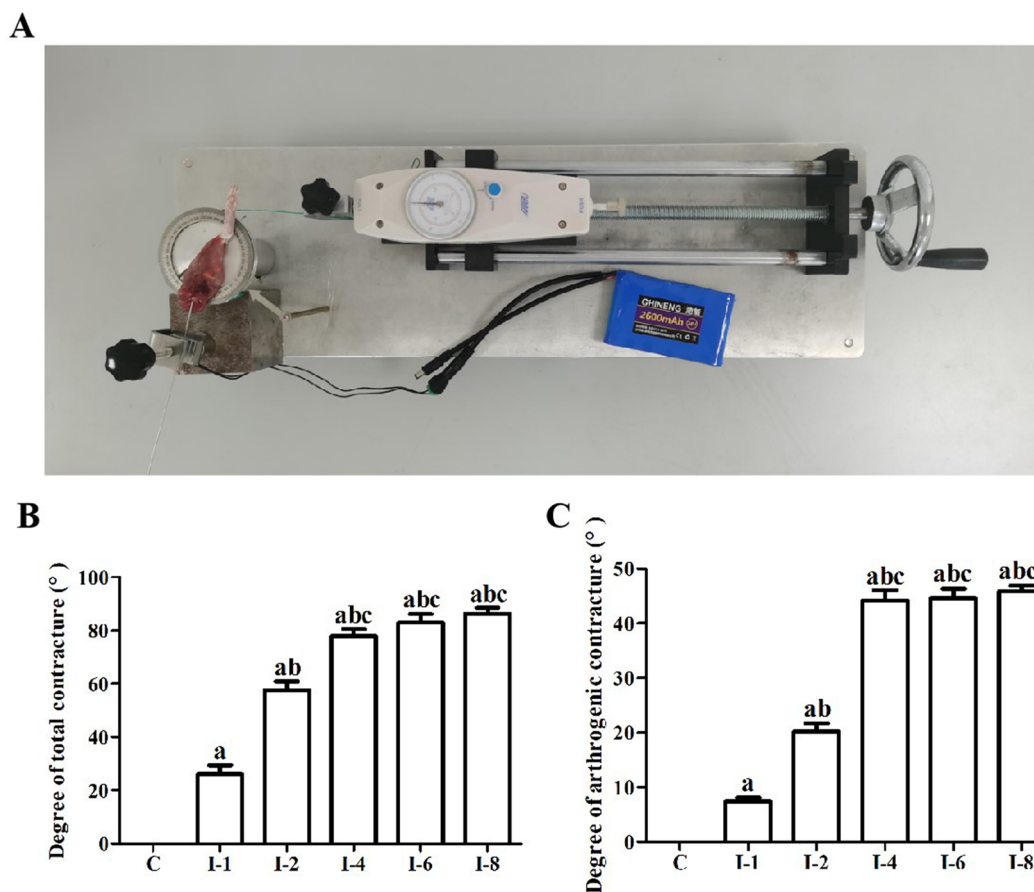 A
GHINENG
2600mAh
B
C
Degree of total contracture (° )
100
80
60
40
20
0
a
ab
abc
abc
abc
C
I-1
I-2
I-4
I-6
I-8
Degree of arthrogenic contracture (° )
50
40
30
20
10
0
a
ab
abc
abc
abc
C
I-1
I-2
I-4
I-6
I-8